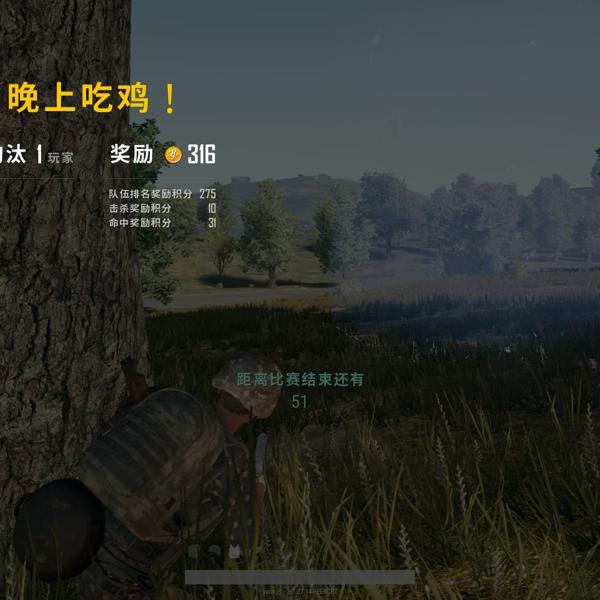 晚上吃鸡！
汰 1 玩家 奖励 316
队伍排名奖励积分 275
击杀奖励积分 10
命中奖励积分 31
距离比赛结束还有
51